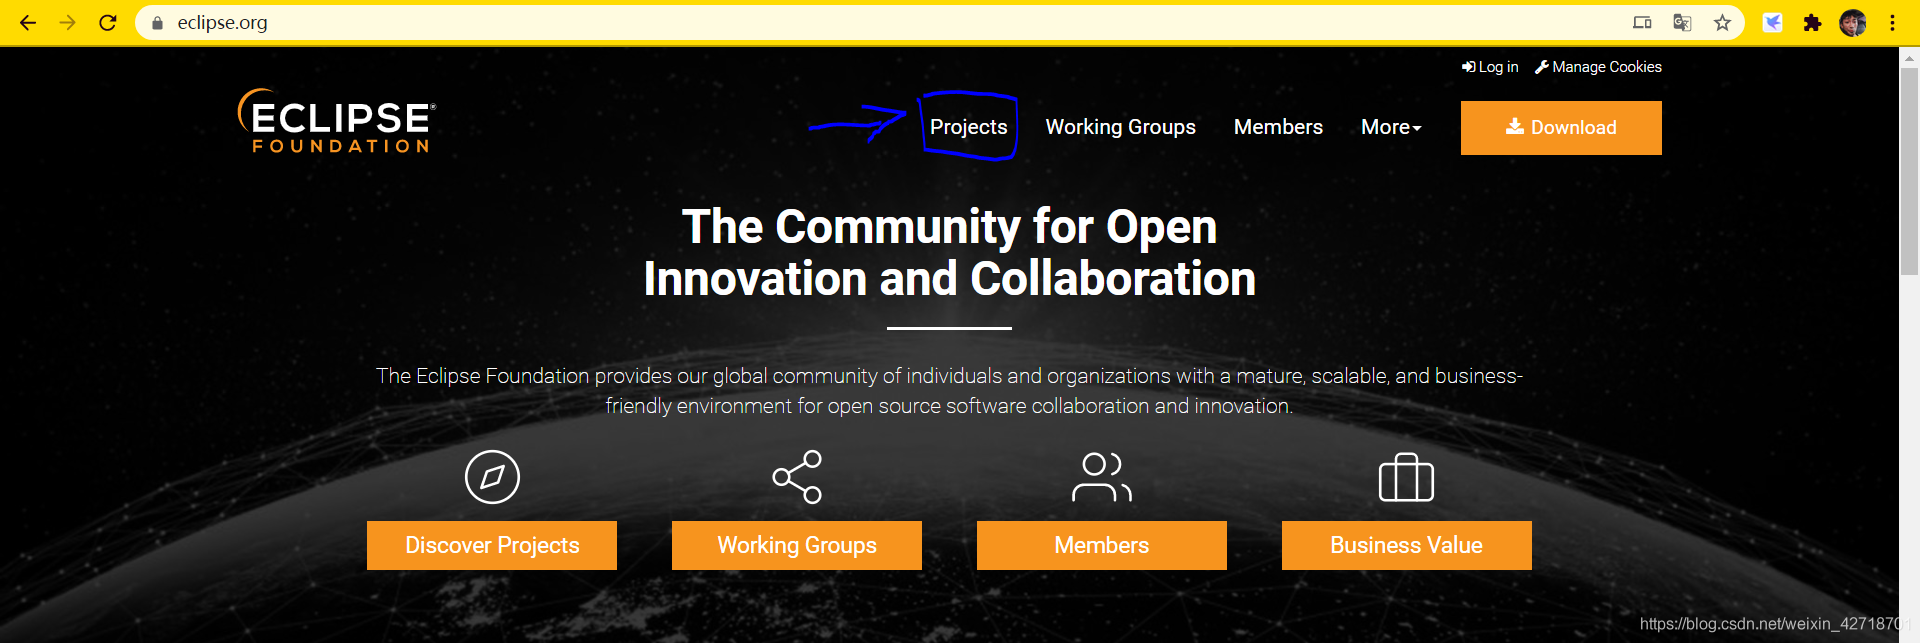 eclipse.org
Log in Manage Cookies
ECLIPSE®
FOUNDATION
Projects Working Groups Members More Download
The Community for Open
Innovation and Collaboration
The Eclipse Foundation provides our global community of individuals and organizations with a mature, scalable, and business-
friendly environment for open source software collaboration and innovation.
Discover Projects Working Groups Members Business Value
https://blog.csdn.net/weixin_42718701